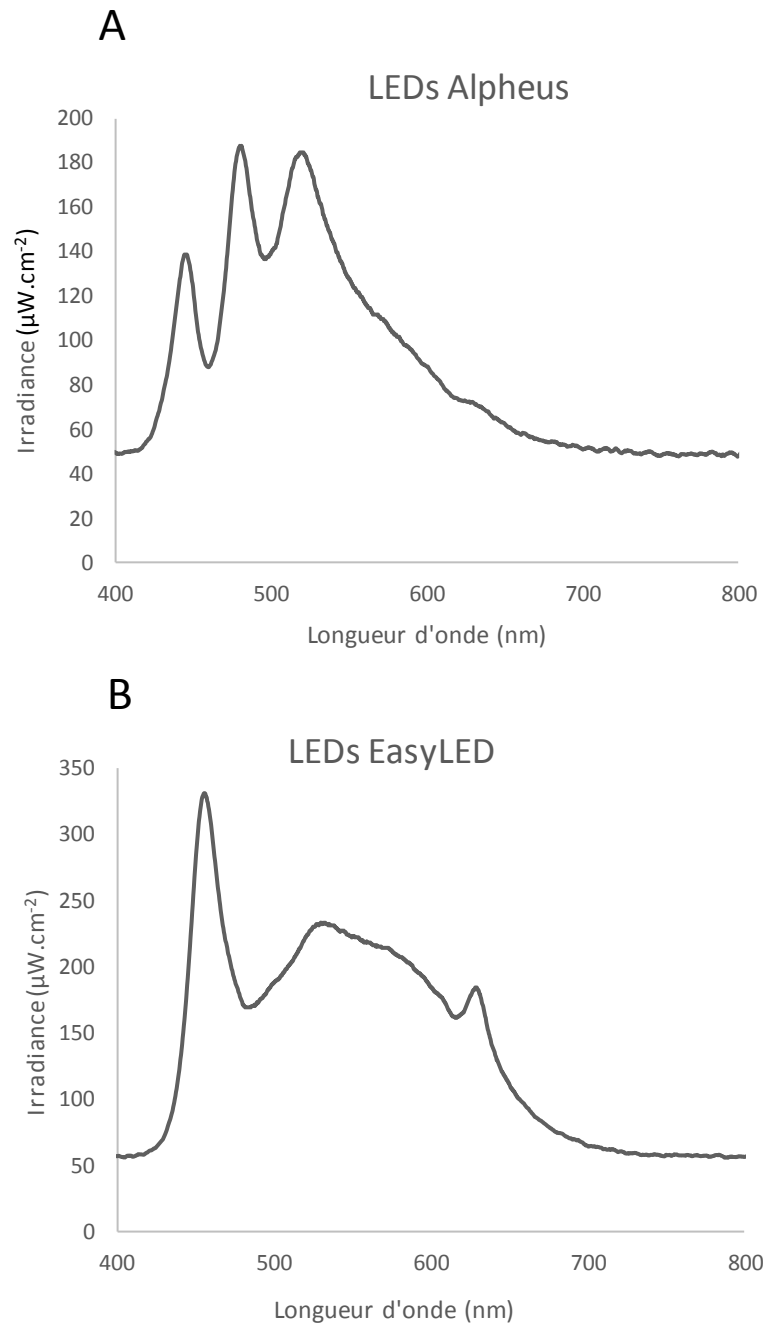 A
LEDs Alpheus
200
180
160
140
120
100
80
60
40
20
0
Irradiance (µW.cm-2)
400 500 600 700 800
Longueur d'onde (nm)
B
LEDs EasyLED
350
300
250
200
150
100
50
0
Irradiance (µW.cm-2)
400 500 600 700 800
Longueur d'onde (nm)